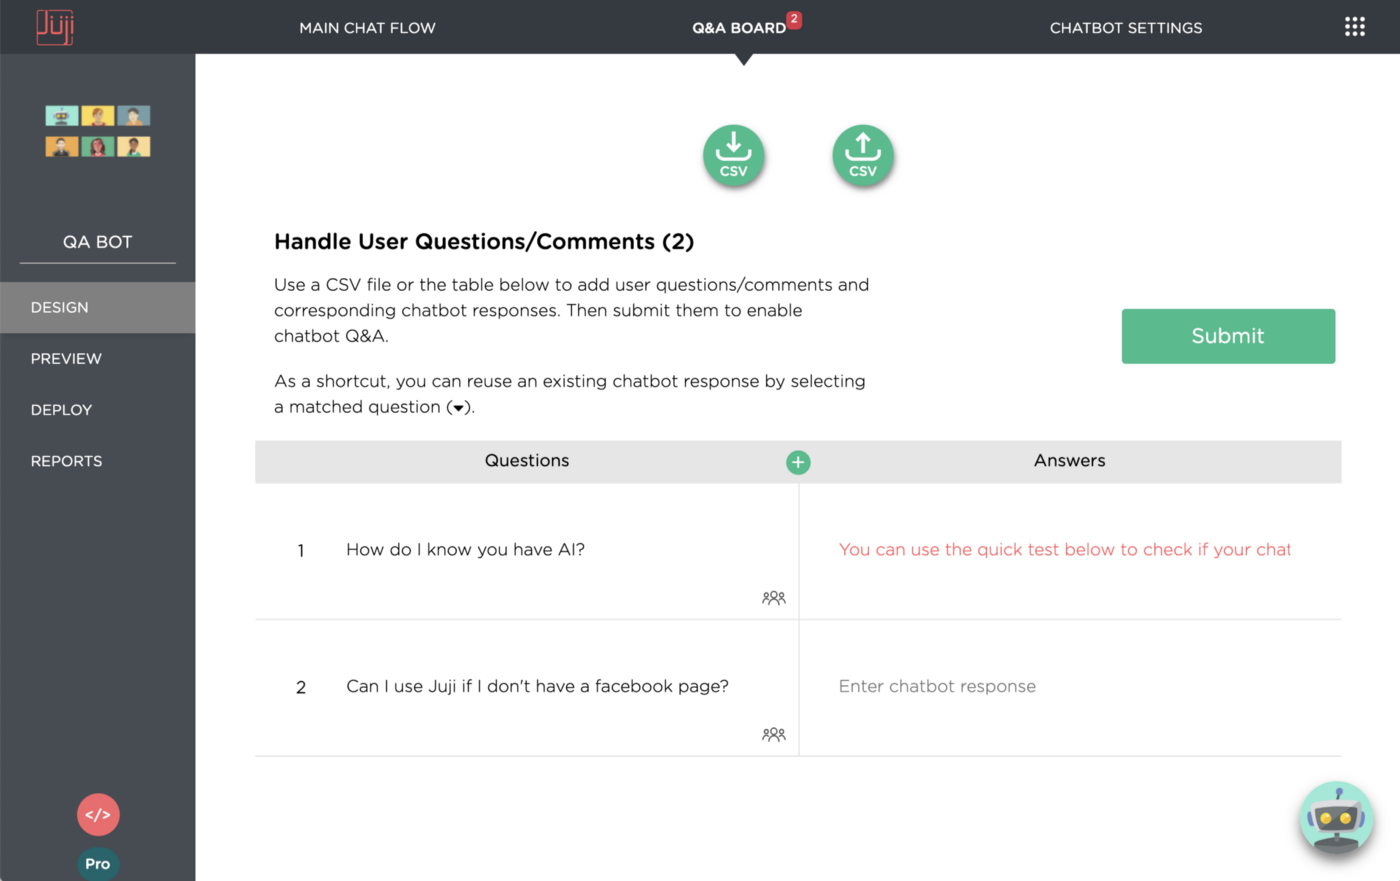 Juji
MAIN CHAT FLOW
Q&A BOARD
2
CHATBOT SETTINGS
QA BOT
DESIGN
PREVIEW
DEPLOY
REPORTS
</>
Pro
CSV
CSV
Handle User Questions/Comments (2)
Use a CSV file or the table below to add user questions/comments and
corresponding chatbot responses. Then submit them to enable
chatbot Q&A.
As a shortcut, you can reuse an existing chatbot response by selecting
a matched question (▾).
Submit
Questions
+
Answers
1
How do I know you have AI?
You can use the quick test below to check if your chat
2
Can I use Juji if I don't have a facebook page?
Enter chatbot response